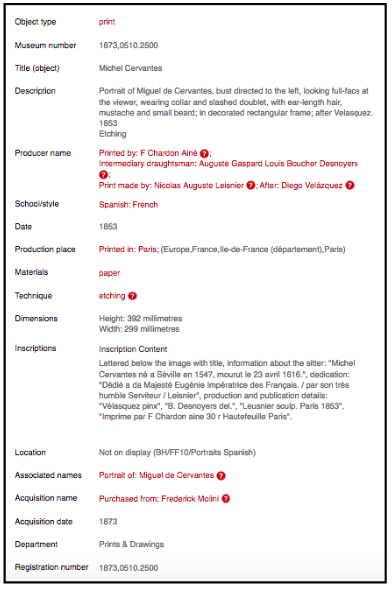 Object type print
Museum number 1873,0510.2500
Title (object) Michel Cervantes
Description Portrait of Miguel de Cervantes, bust directed to the left, looking full-face at
the viewer, wearing collar and slashed doublet, with ear-length hair,
mustache and small beard; in decorated rectangular frame; after Velasquez.
1853
Etching
Producer name Printed by: F Chardon Ainé ?;
Intermediary draughtsman: Auguste Gaspard Louis Boucher Desnoyers
?;
Print made by: Nicolas Auguste Leisnier ?; After: Diego Velázquez ?
School/style Spanish; French
Date 1853
Production place Printed in: Paris; (Europe,France,Ile-de-France (département),Paris)
Materials paper
Technique etching ?
Dimensions Height: 392 millimetres
Width: 299 millimetres
Inscriptions Inscription Content
Lettered below the image with title, information about the sitter: "Michel
Cervantes né a Séville en 1547, mourut le 23 avril 1616.", dedication:
"Dédié a da Majesté Eugénie Impératrice des Français. / par son très
humble Serviteur / Leisnier", production and publication details:
"Vélasquez pinx", "B. Desnoyers del.", "Leusnier sculp. Paris 1853",
"Imprime par F Chardon aine 30 r Hautefeuille Paris".
Location Not on display (BH/FF10/Portraits Spanish)
Associated names Portrait of: Miguel de Cervantes ?
Acquisition name Purchased from: Frederick Molini ?
Acquisition date 1873
Department Prints & Drawings
Registration number 1873,0510.2500